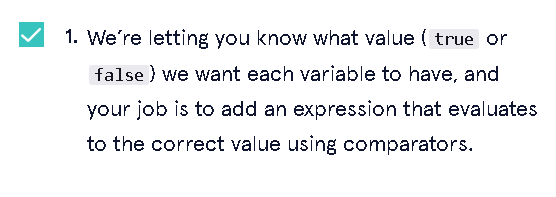 1. We're letting you know what value ( true or
false ) we want each variable to have, and
your job is to add an expression that evaluates
to the correct value using comparators.